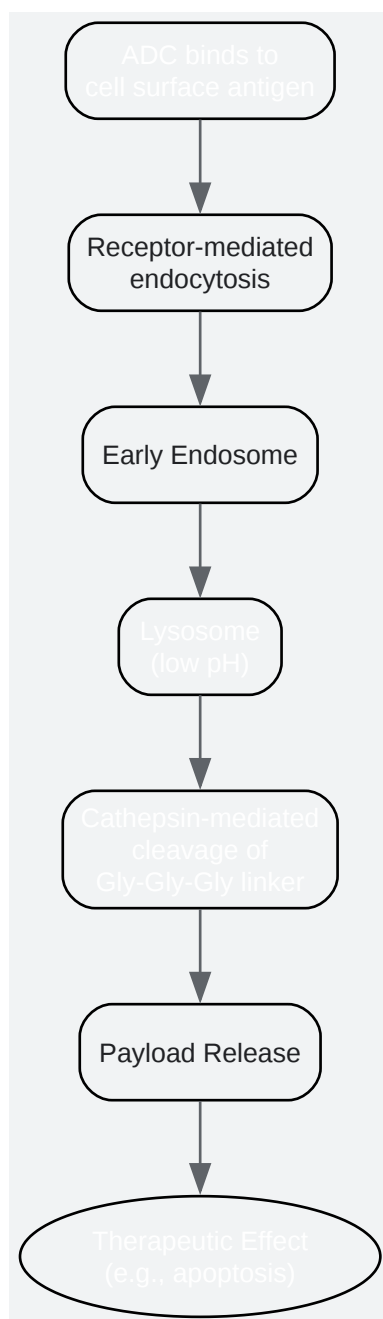 ADC binds to
cell surface antigen
Receptor-mediated
endocytosis
Early Endosome
Lysosome
(low pH)
Cathepsin-mediated
cleavage of
Gly-Gly-Gly linker
Payload Release
Therapeutic Effect
(e.g., apoptosis)